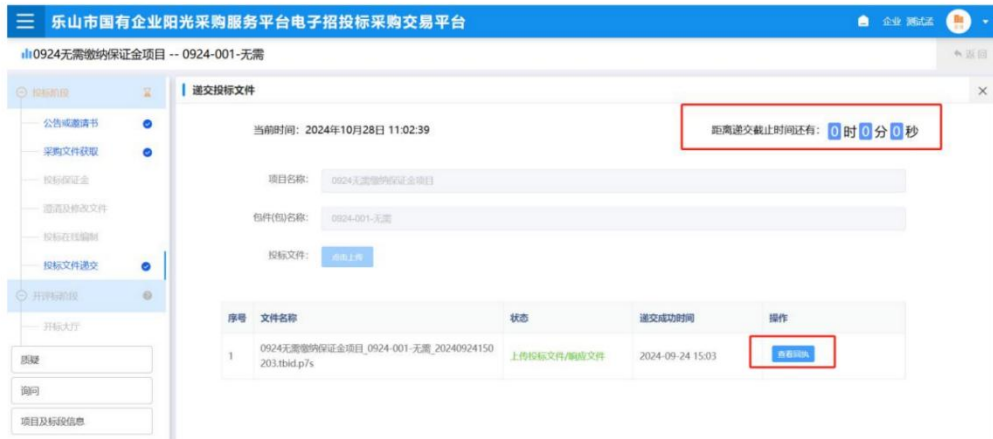 乐山市国有企业阳光采购服务平台电子招投标采购交易平台
企业 测试孟
0924无需缴纳保证金项目 -- 0924-001-无需
返回
投标阶段
递交投标文件
公告或邀请书
当前时间：2024年10月28日 11:02:39
距离递交截止时间还有：0时0分0秒
采购文件获取
投标保证金
项目名称：
0924无需缴纳保证金项目
澄清及修改文件
包件(包)名称：
0924-001-无需
投标在线编制
投标文件：
点击上传
投标文件递交
开评标阶段
开标大厅
序号 文件名称 状态 递交成功时间 操作
1 0924无需缴纳保证金项目_0924-001-无需_20240924150
203.tbid.p7s
上传投标文件/响应文件
2024-09-24 15:03
查看回执
质疑
询问
项目及标段信息